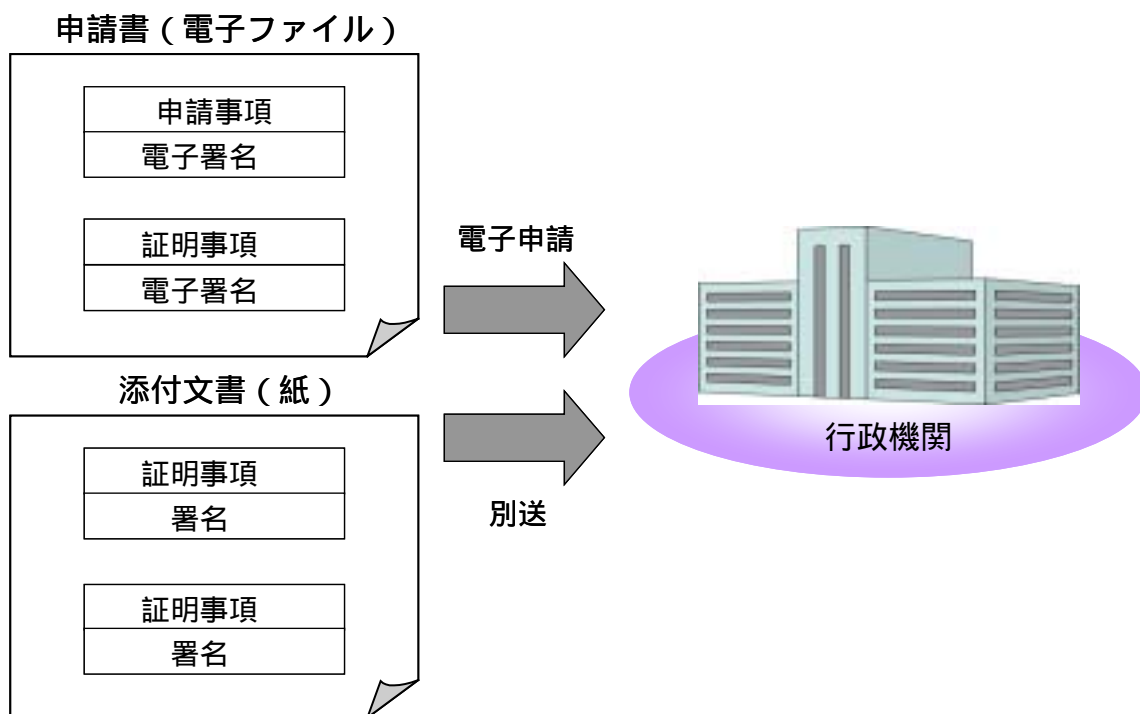 申請書（電子ファイル）
申請事項
電子署名
証明事項
電子署名
電子申請
添付文書（紙）
証明事項
署名
証明事項
署名
別送
行政機関